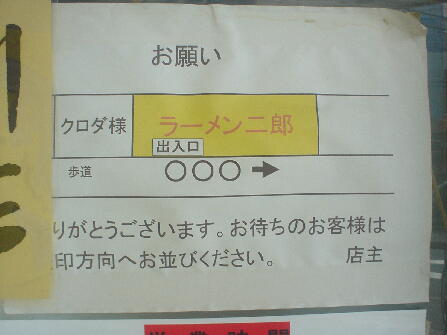 お願い
クロダ様
ラーメン二郎
出入口
歩道
○○○➡
りがとうございます。お待ちのお客様は
印方向へお並びください。 店主